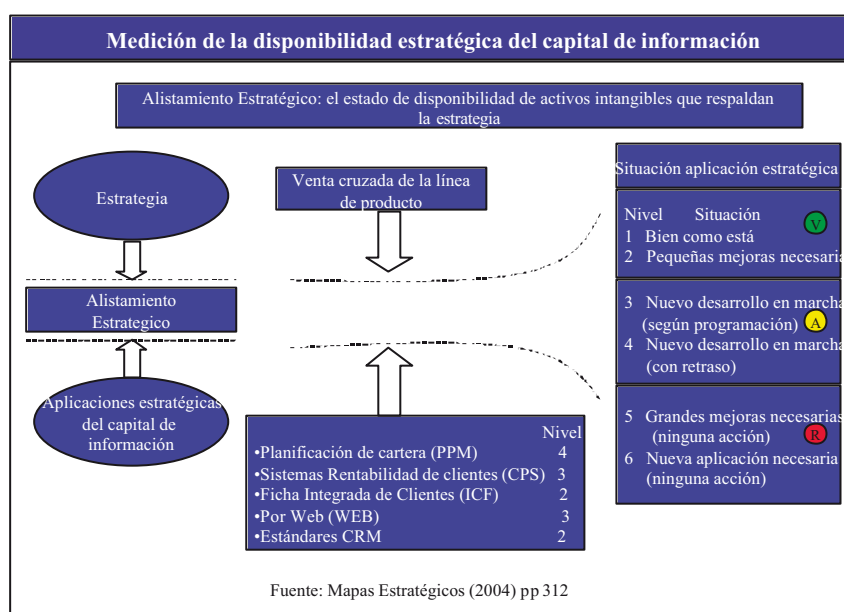 Medición de la disponibilidad estratégica del capital de información
Alistamiento Estratégico: el estado de disponibilidad de activos intangibles que respaldan
la estrategia
Estrategia
Alistamiento
Estrategico
Aplicaciones estratégicas
del capital de
información
Venta cruzada de la línea
de producto
Nivel
•Planificación de cartera (PPM) 4
•Sistemas Rentabilidad de clientes (CPS) 3
•Ficha Integrada de Clientes (ICF) 2
•Por Web (WEB) 3
•Estándares CRM 2
Situación aplicación estratégica
Nivel Situación
V
1 Bien como está
2 Pequeñas mejoras necesaria
3 Nuevo desarrollo en marcha
(según programación) A
4 Nuevo desarrollo en marcha
(con retraso)
5 Grandes mejoras necesarias
(ninguna acción) R
6 Nueva aplicación necesaria
(ninguna acción)
Fuente: Mapas Estratégicos (2004) pp 312